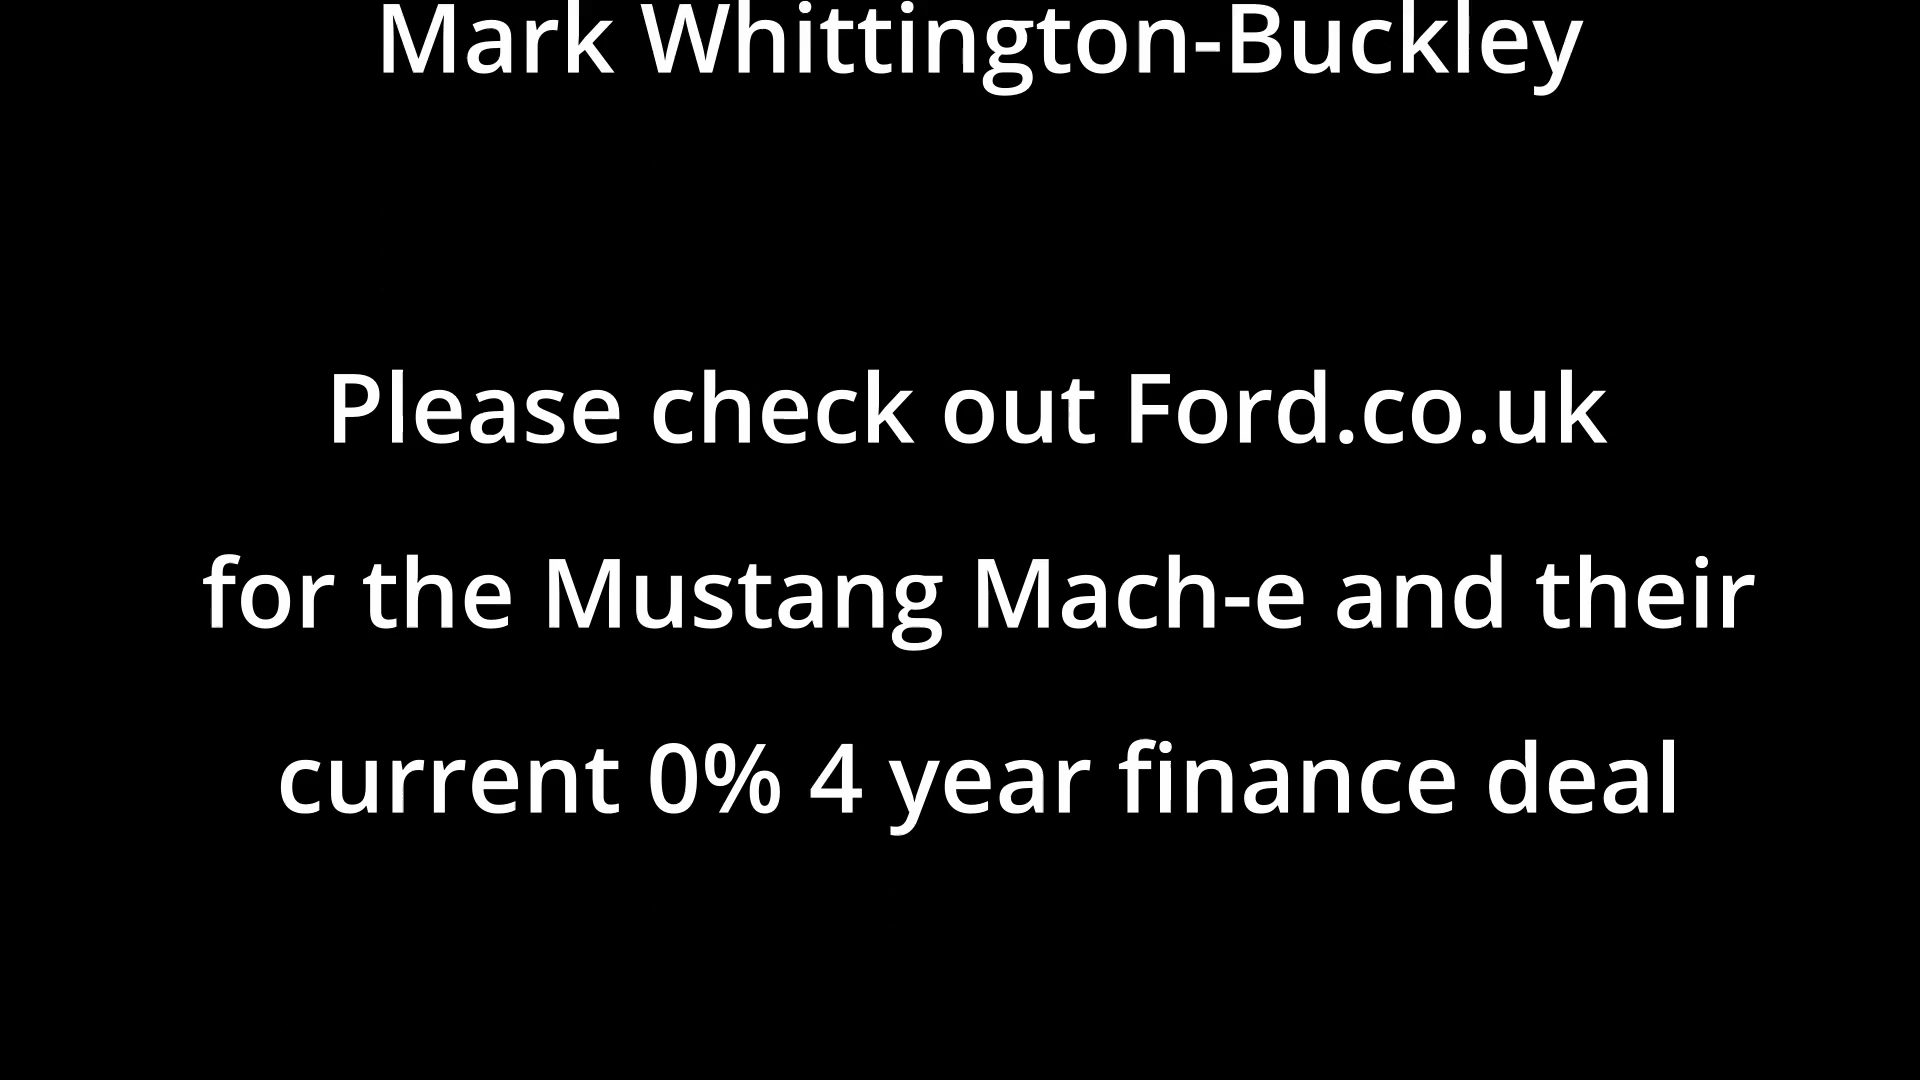 Mark Whittington-Buckley
Please check out Ford.co.uk
for the Mustang Mach-e and their
current 0% 4 year finance deal